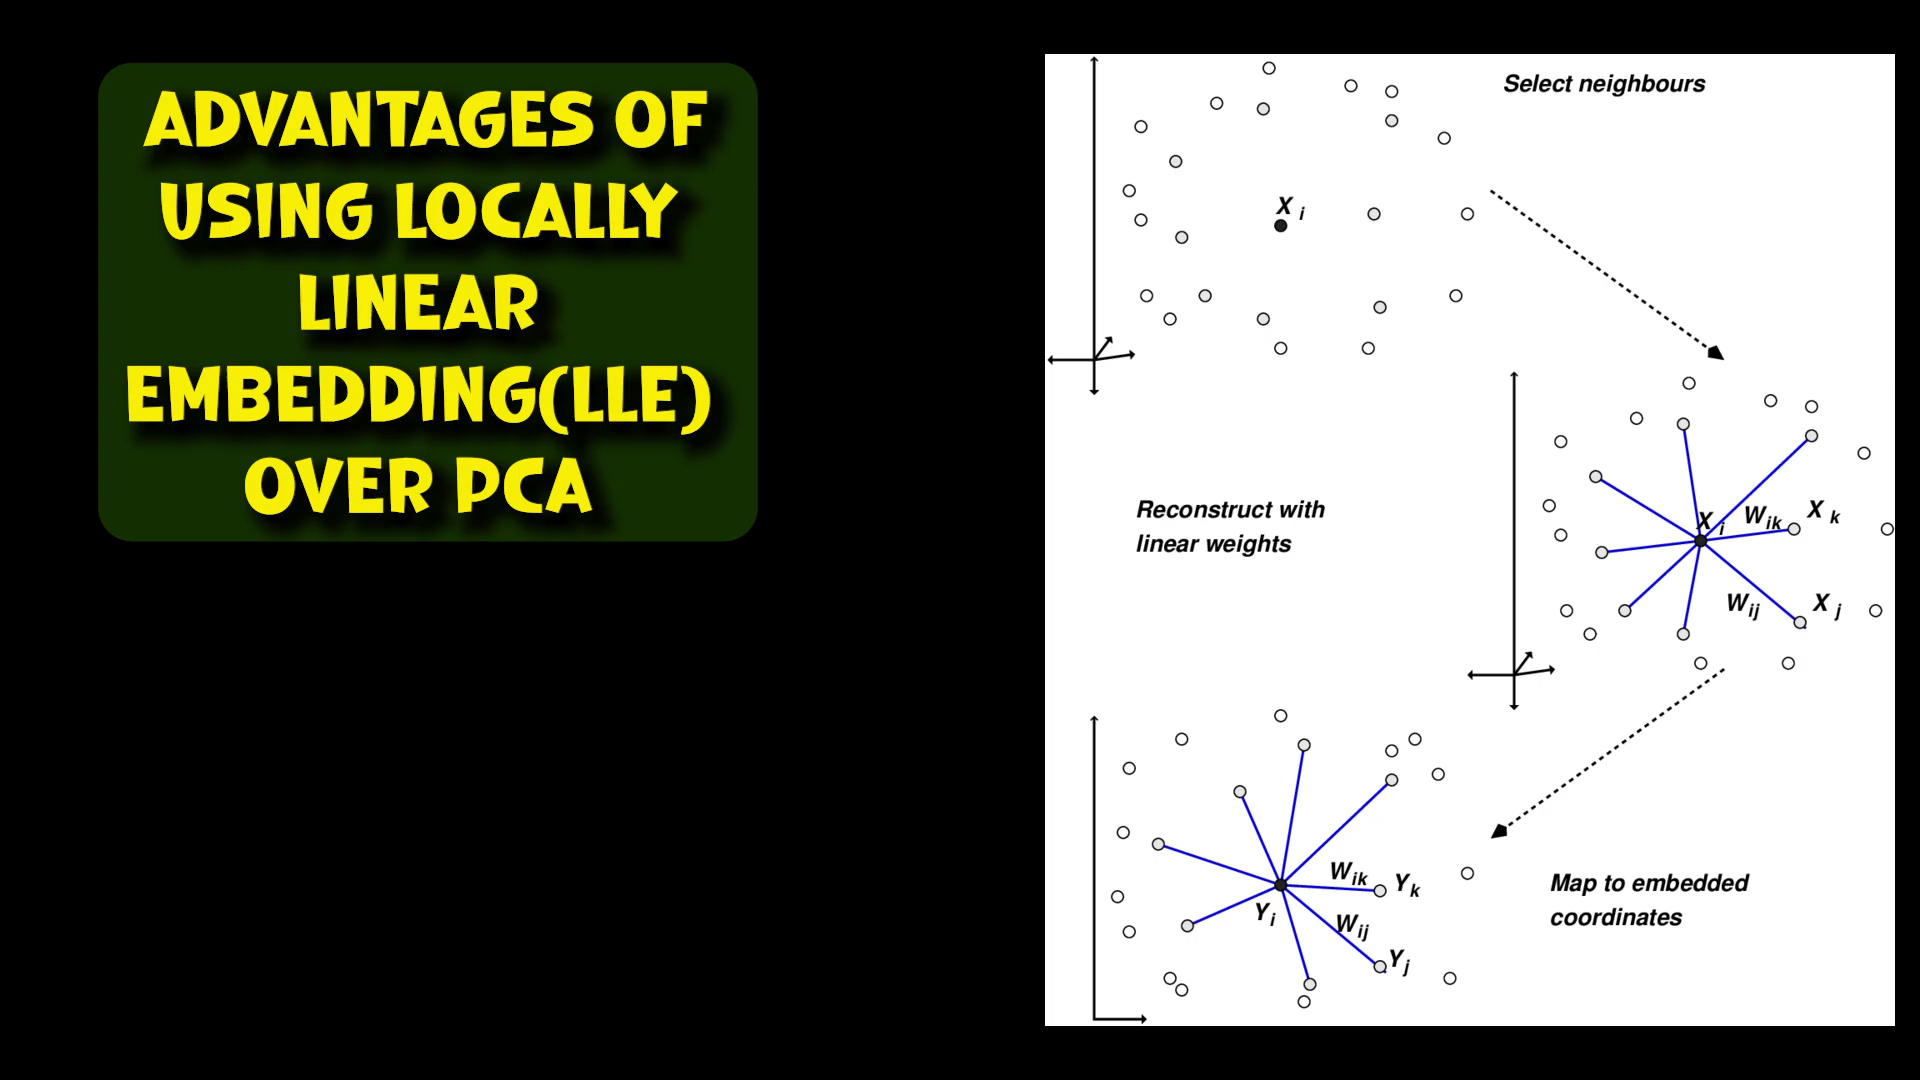 ADVANTAGES OF
USING LOCALLY
LINEAR
EMBEDDING(LLE)
OVER PCA
Select neighbours
X i
Reconstruct with
linear weights
X i
W ik
X k
W ij
X j
W ik
Y k
Y i
W ij
Y j
Map to embedded
coordinates